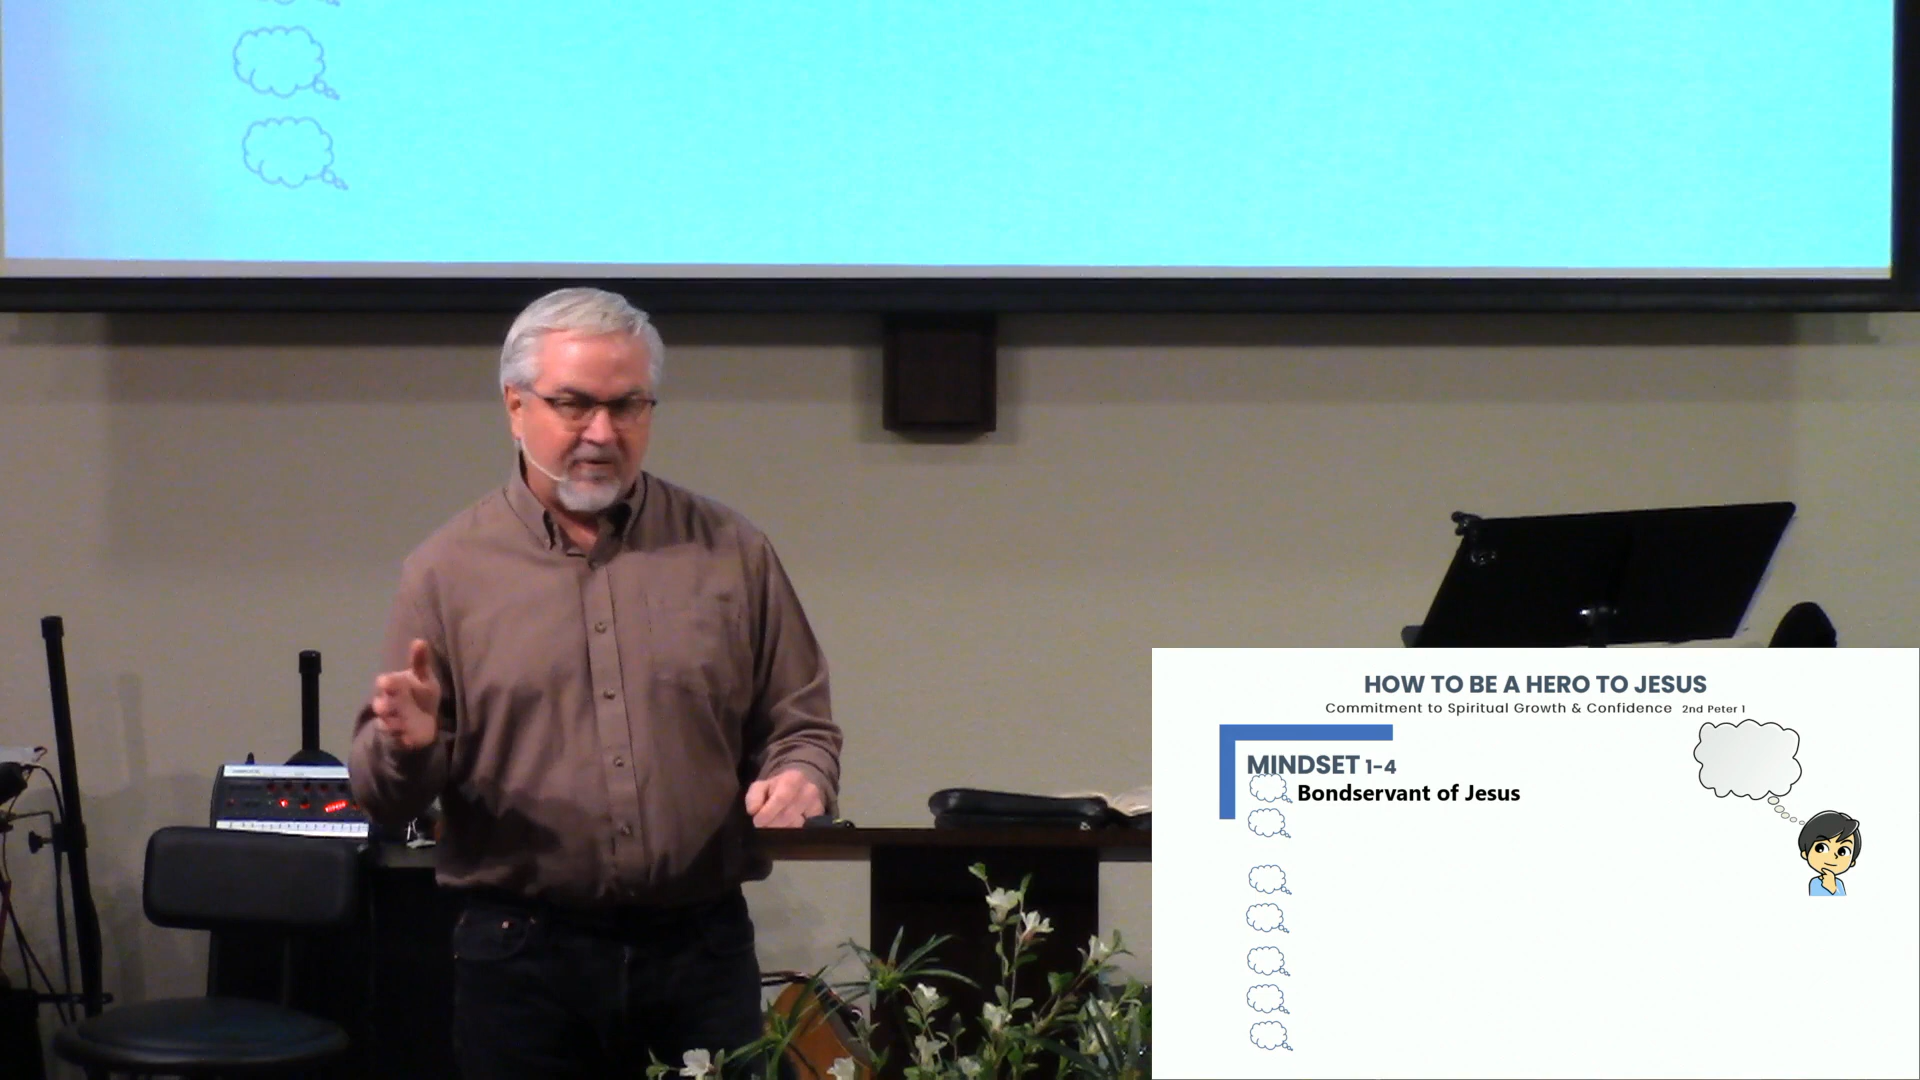 HOW TO BE A HERO TO JESUS
Commitment to Spiritual Growth & Confidence 2nd Peter 1
MINDSET 1-4
Bondservant of Jesus